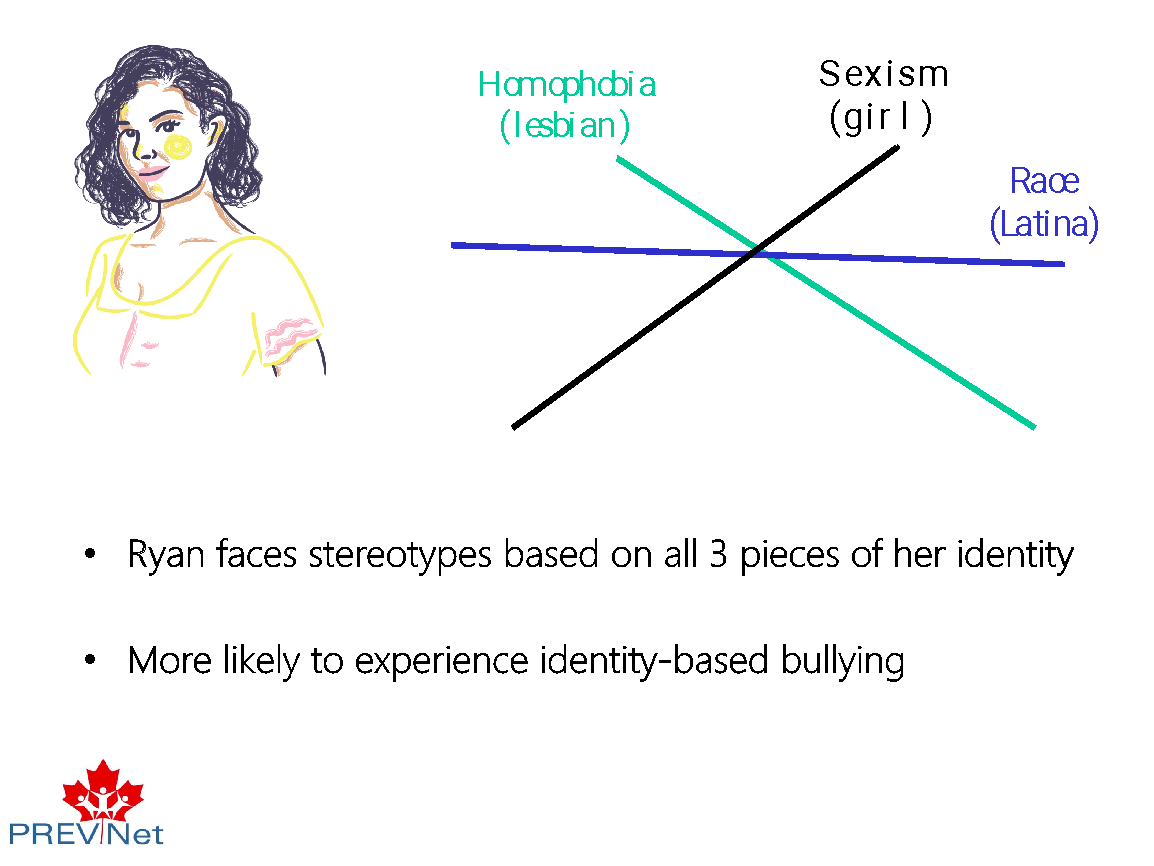 Homophobia
(lesbian)
Sexism
(girl)
Race
(Latina)
• Ryan faces stereotypes based on all 3 pieces of her identity
• More likely to experience identity-based bullying
PREVNet